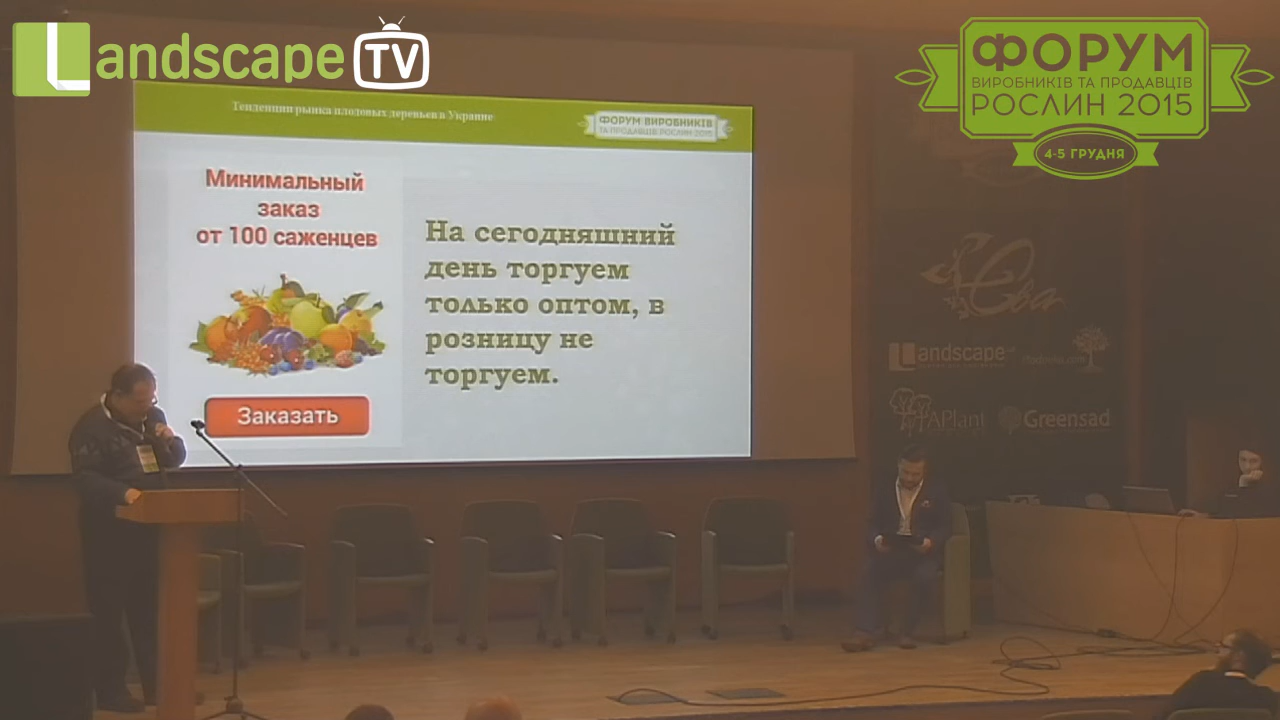 Landscape TV
ФОРУМ
ВИРОБНИКІВ ТА ПРОДАВЦІВ
РОСЛИН 2015
4-5 ГРУДНЯ
Тенденции рынка плодовых деревьев в Украине
ФОРУМ ВИРОБНИКІВ
ТА ПРОДАВЦІВ РОСЛИН 2015
Минимальный
заказ
от 100 саженцев
Заказать
На сегодняшний
день торгуем
только оптом, в
розницу не
торгуем.
Ева
Landscape
APlant
Greensad